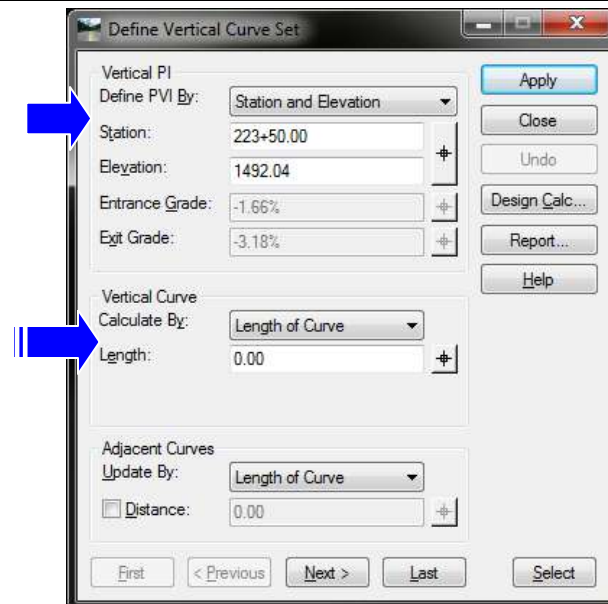 Define Vertical Curve Set
Vertical PI
Define PVI By: Station and Elevation
Station: 223+50.00
Elevation: 1492.04
Entrance Grade: -1.66%
Exit Grade: -3.18%
Vertical Curve
Calculate By: Length of Curve
Length: 0.00
Adjacent Curves
Update By: Length of Curve
Distance: 0.00
Apply
Close
Undo
Design Calc...
Report...
Help
First < Previous Next > Last Select